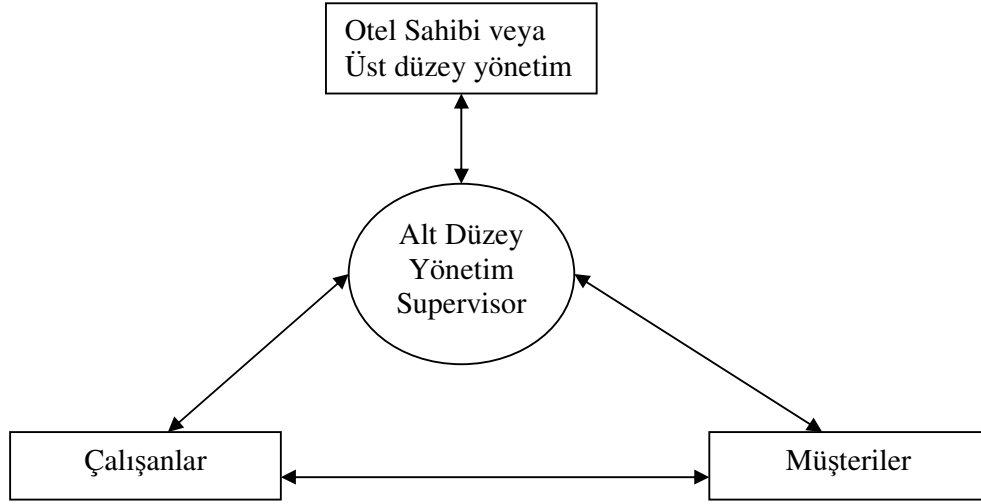 Otel Sahibi veya
Üst düzey yönetim
Alt Düzey
Yönetim
Supervisor
Çalışanlar
Müşteriler